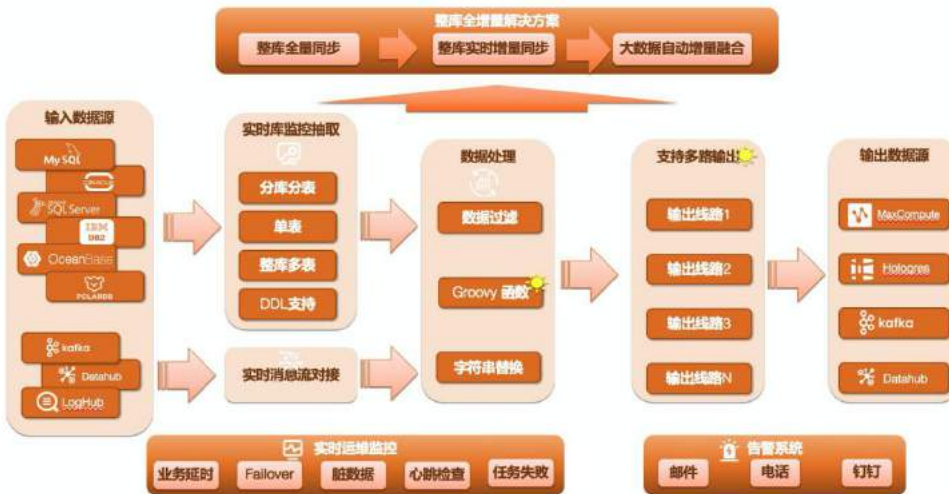 整库全增量解决方案
整库全量同步
整库实时增量同步
大数据自动增量融合
输入数据源
MySQL
ORACLE
SQL Server
IBM
DB2
OceanBase
POLARDB
kafka
Datahub
LogHub
实时库监控抽取
分库分表
单表
整库多表
DDL支持
实时消息流对接
数据处理
数据过滤
Groovy 函数
字符串替换
支持多路输出
输出线路1
输出线路2
输出线路3
输出线路N
输出数据源
MaxCompute
Hologres
kafka
Datahub
实时运维监控
业务延时
Failover
脏数据
心跳检查
任务失败
告警系统
邮件
电话
钉钉